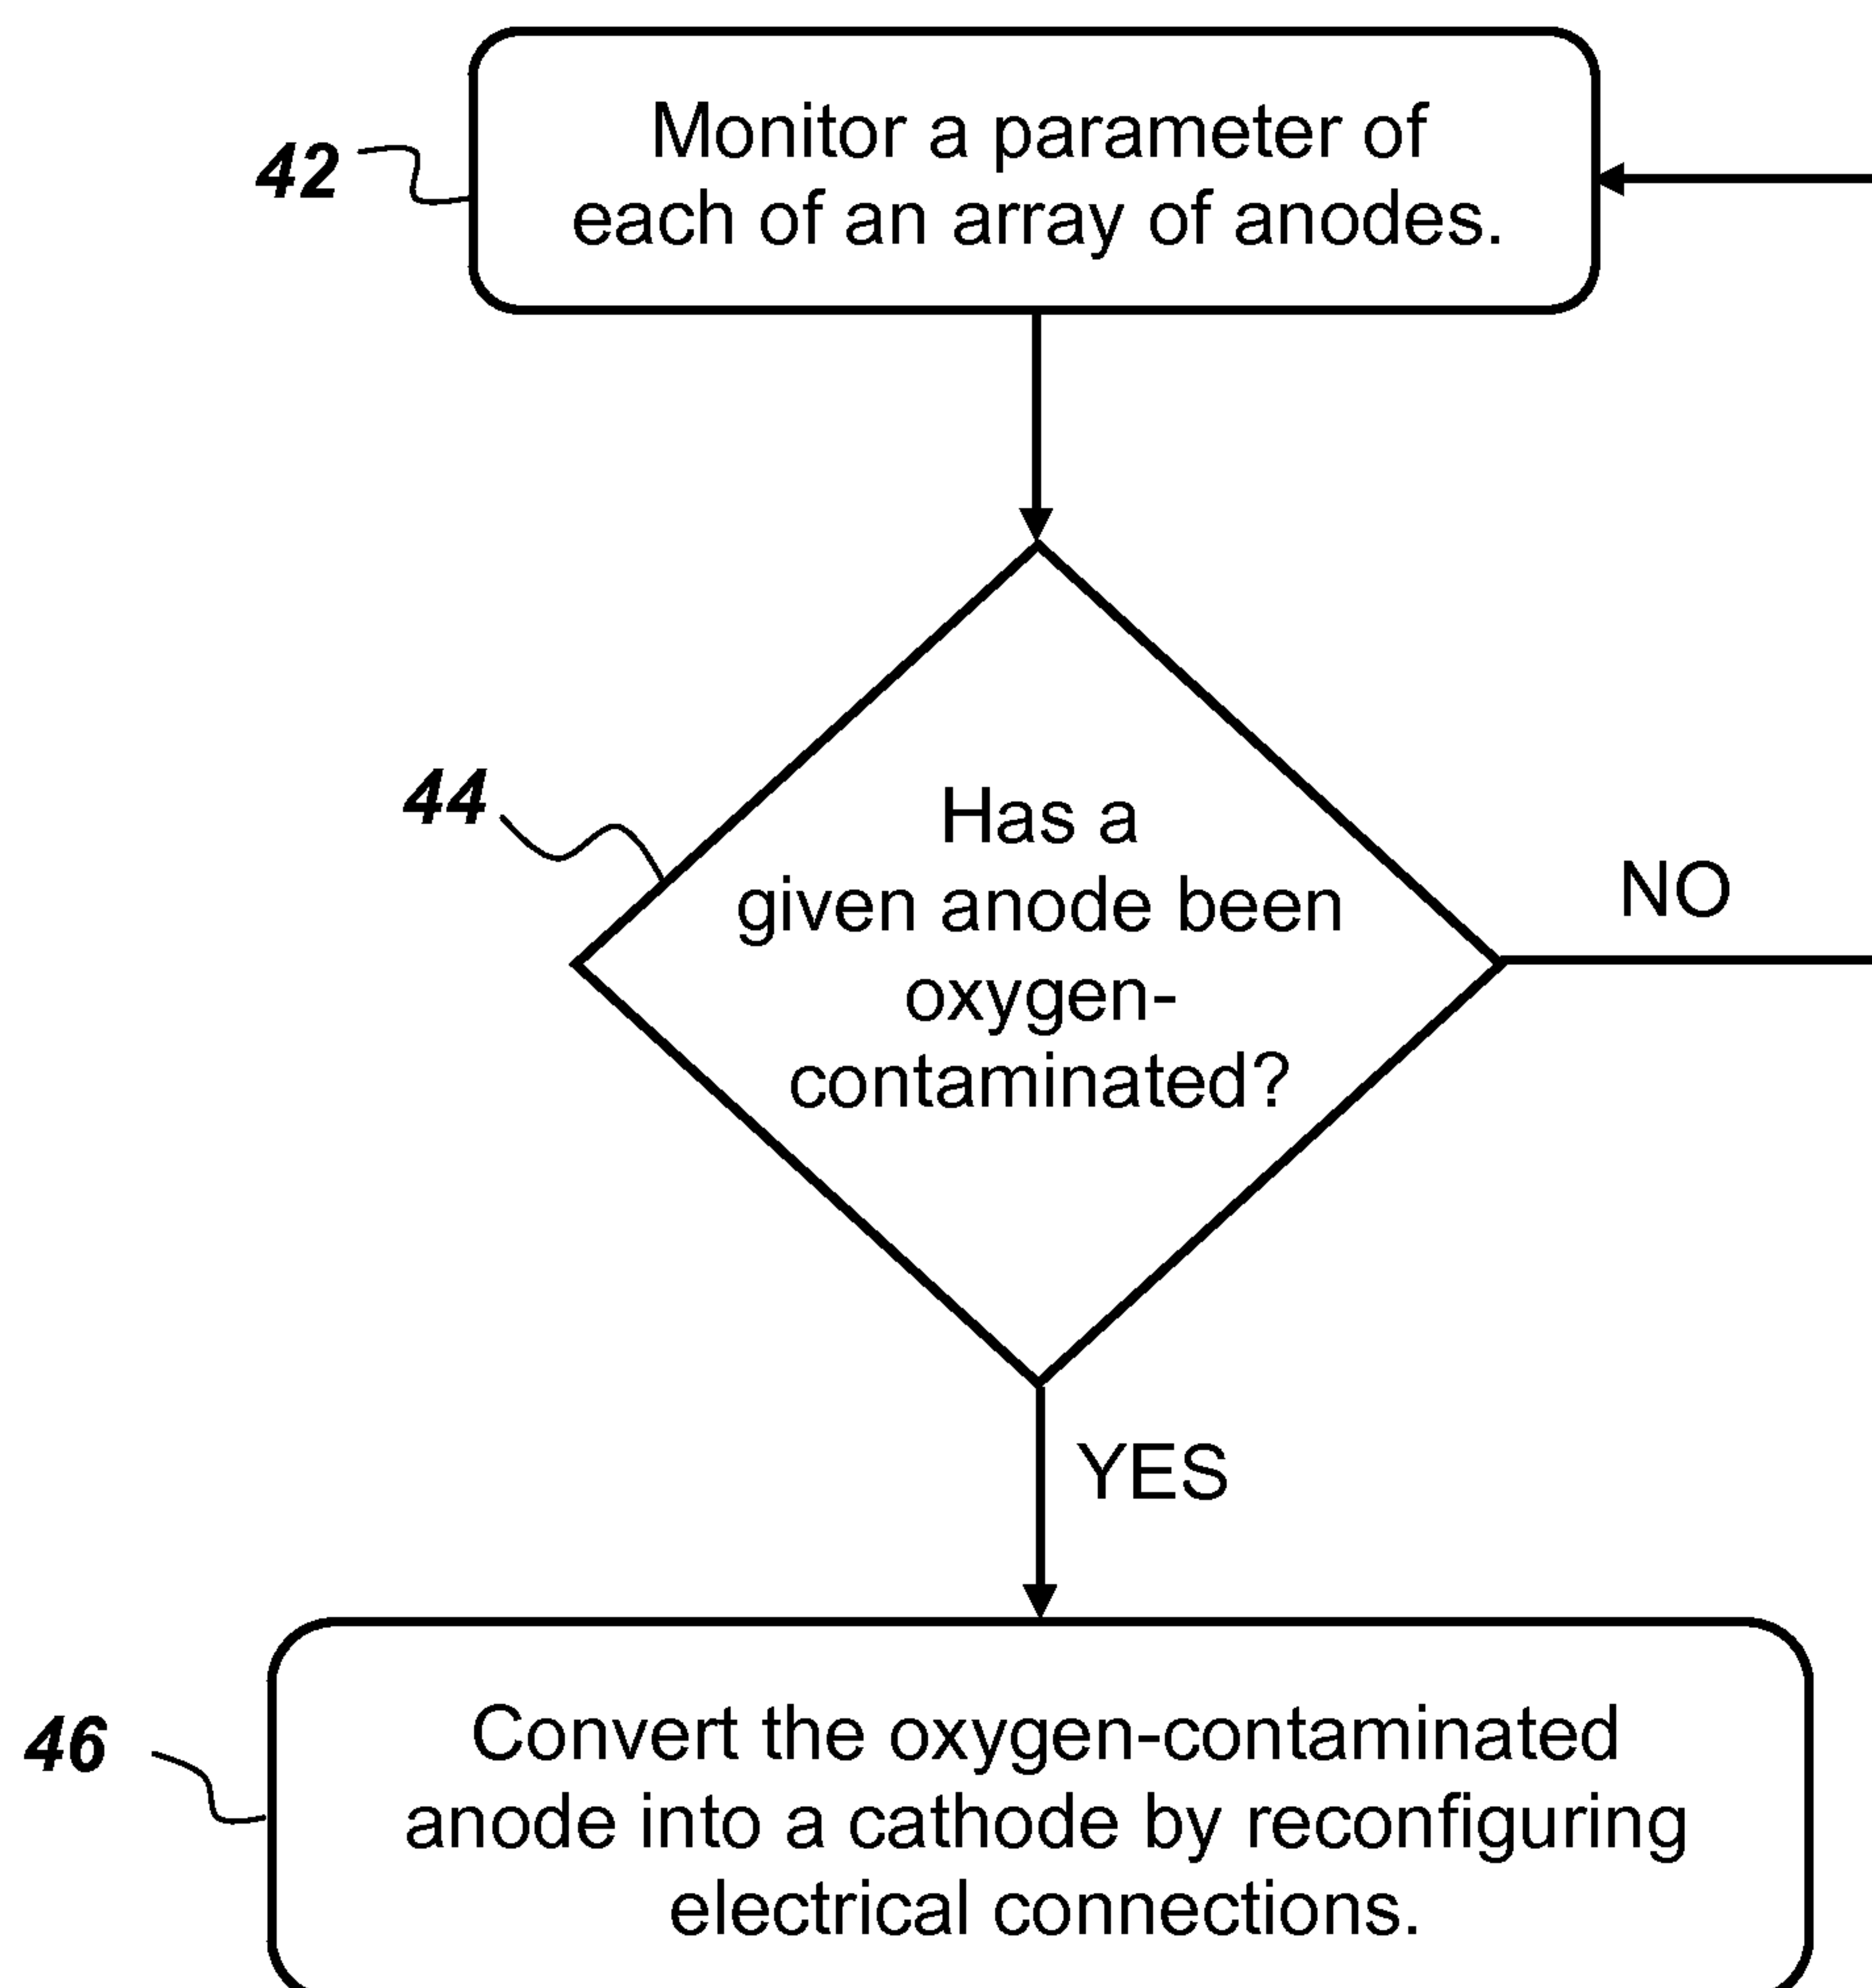 42
Monitor a parameter of
each of an array of anodes.
44
Has a
given anode been
oxygen-
contaminated?
NO
YES
46
Convert the oxygen-contaminated
anode into a cathode by reconfiguring
electrical connections.